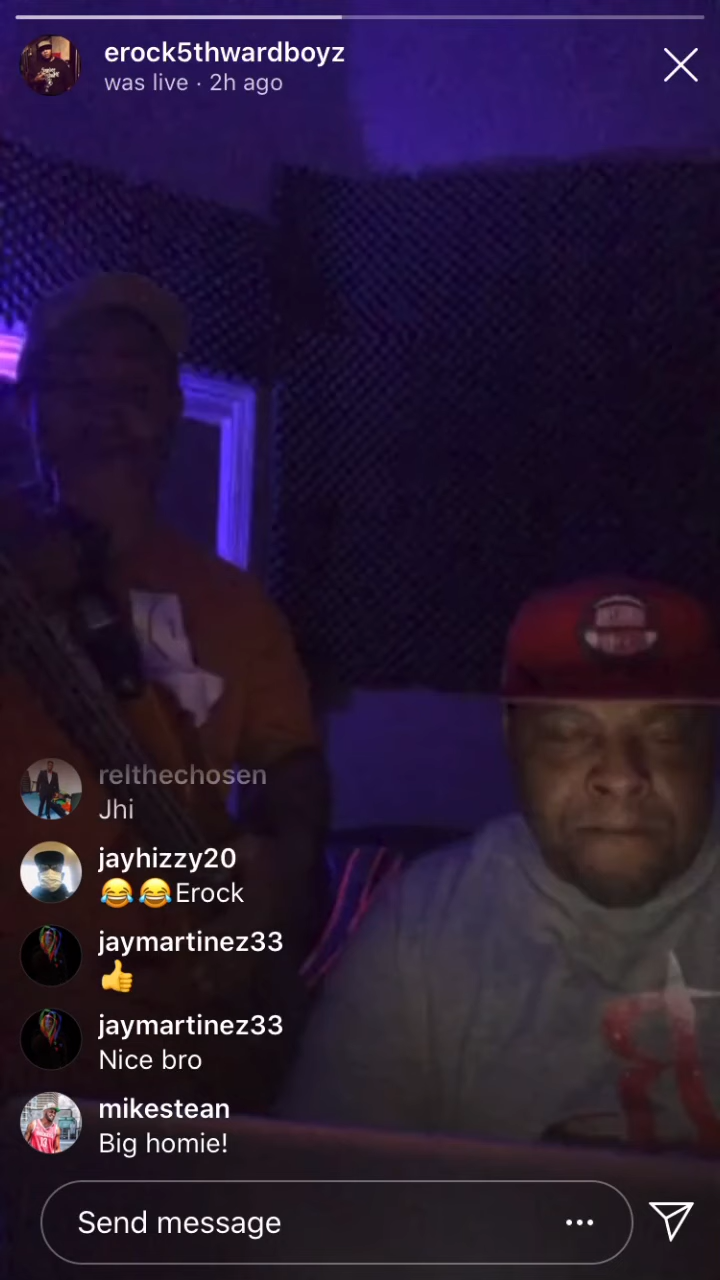 erock5thwardboyz
was live · 2h ago
relthechosen
Jhi
jayhizzy20
😂😂Erock
jaymartinez33
👍
jaymartinez33
Nice bro
mikestean
Big homie!
Send message